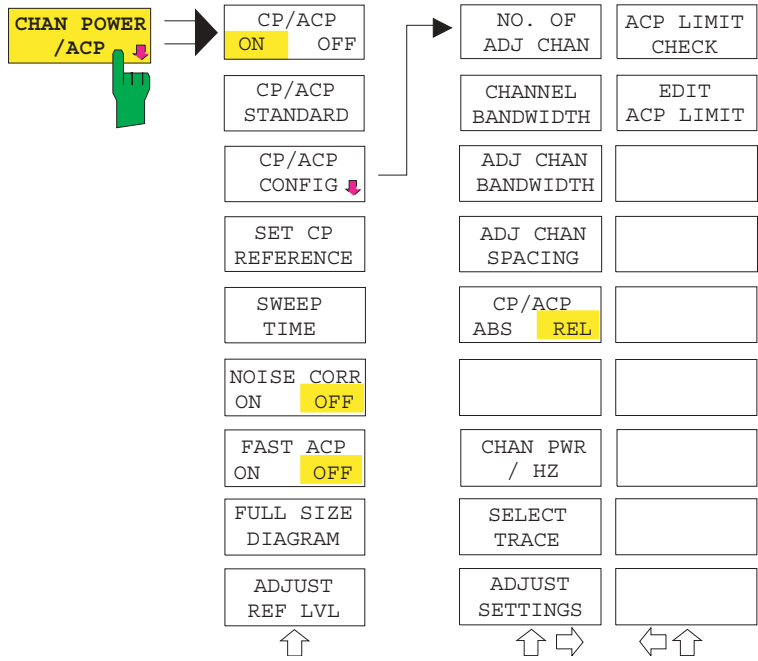 CHAN POWER
/ACP
CP/ACP
ON OFF
CP/ACP
STANDARD
CP/ACP
CONFIG
SET CP
REFERENCE
SWEEP
TIME
NOISE CORR
ON OFF
FAST ACP
ON OFF
FULL SIZE
DIAGRAM
ADJUST
REF LVL
NO. OF
ADJ CHAN
CHANNEL
BANDWIDTH
ADJ CHAN
BANDWIDTH
ADJ CHAN
SPACING
CP/ACP
ABS REL
CHAN PWR
/ HZ
SELECT
TRACE
ADJUST
SETTINGS
ACP LIMIT
CHECK
EDIT
ACP LIMIT